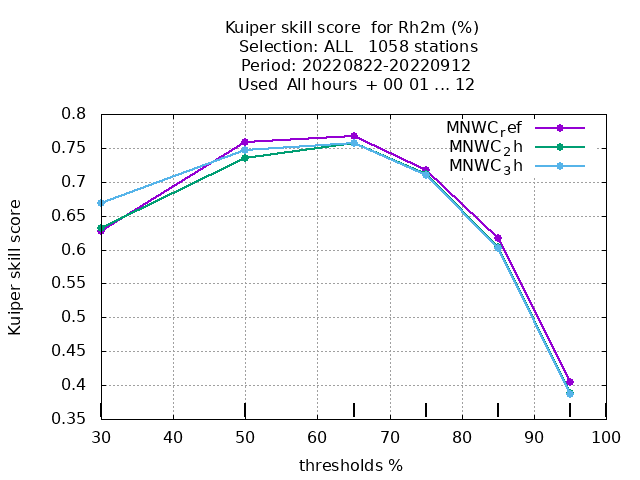 Kuiper skill score  for Rh2m (%)
Selection: ALL   1058 stations
Period: 20220822-20220912
Used  All hours  + 00 01 ... 12
MNWC_ref
MNWC_2h
MNWC_3h
Kuiper skill score
0.8
0.75
0.7
0.65
0.6
0.55
0.5
0.45
0.4
0.35
30 40 50 60 70 80 90 100
thresholds %